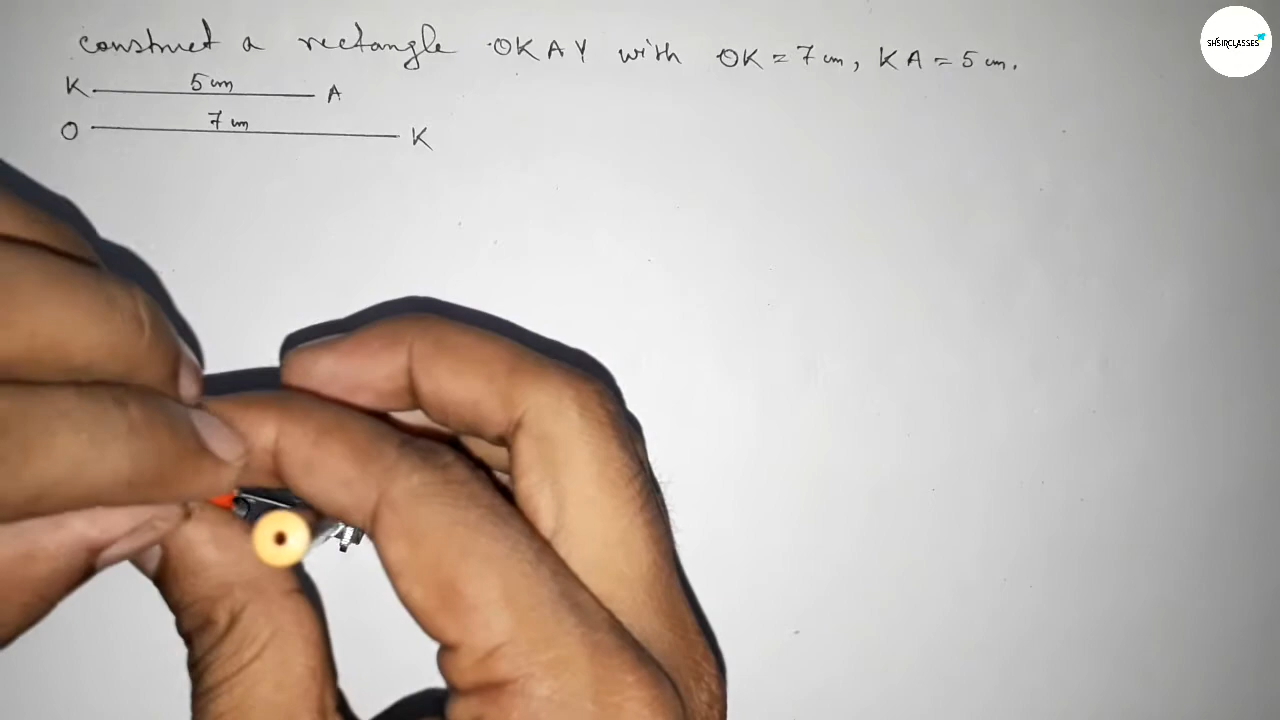 construct a rectangle OKAY with OK = 7 cm, KA = 5 cm.
K 5 cm A
O 7 cm K
SHSIRCLASSES